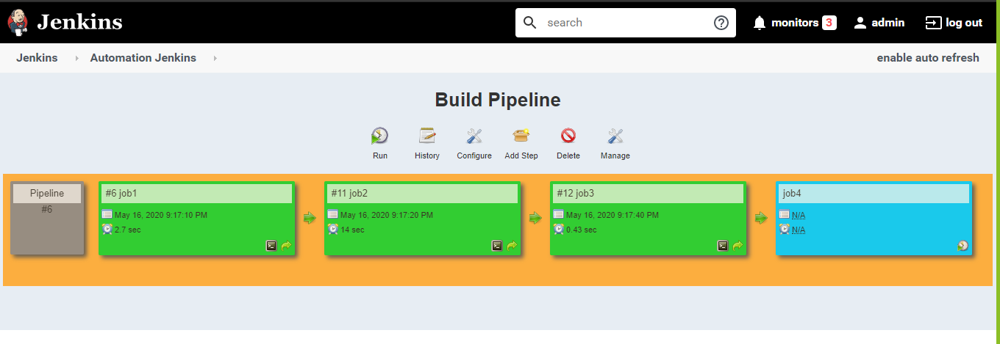 Jenkins
search
monitors 3
admin
log out
Jenkins
Automation Jenkins
enable auto refresh
Build Pipeline
Run
History
Configure
Add Step
Delete
Manage
Pipeline
#6
#6 job1
May 16, 2020 9:17:10 PM
2.7 sec
#11 job2
May 16, 2020 9:17:20 PM
14 sec
#12 job3
May 16, 2020 9:17:40 PM
0.43 sec
job4
N/A
N/A